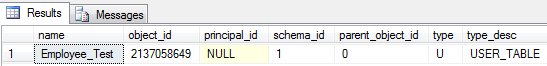 Results Messages
name object_id principal_id schema_id parent_object_id type type_desc
1 Employee_Test 2137058649 NULL 1 0 U USER_TABLE